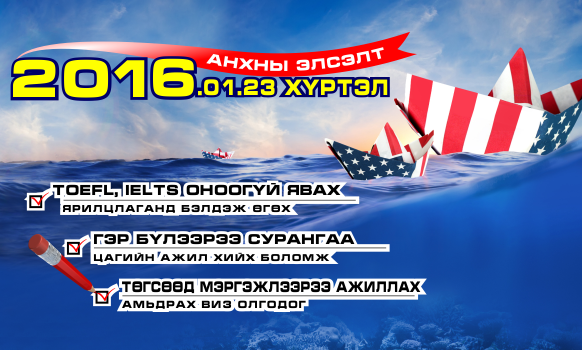 АНХНЫ ЭЛСЭЛТ
2016.01.23 ХҮРТЭЛ
TOEFL, IELTS ОНООГҮЙ ЯВАХ
ЯРИЛЦЛАГАНД БЭЛДЭЖ ӨГӨХ
ГЭР БҮЛЭЭРЭЭ СУРАНГАА
ЦАГИЙН АЖИЛ ХИЙХ БОЛОМЖ
ТӨГСӨӨД МЭРГЭЖЛЭЭРЭЭ АЖИЛЛАХ
АМЬДРАХ ВИЗ ОЛГОДОГ